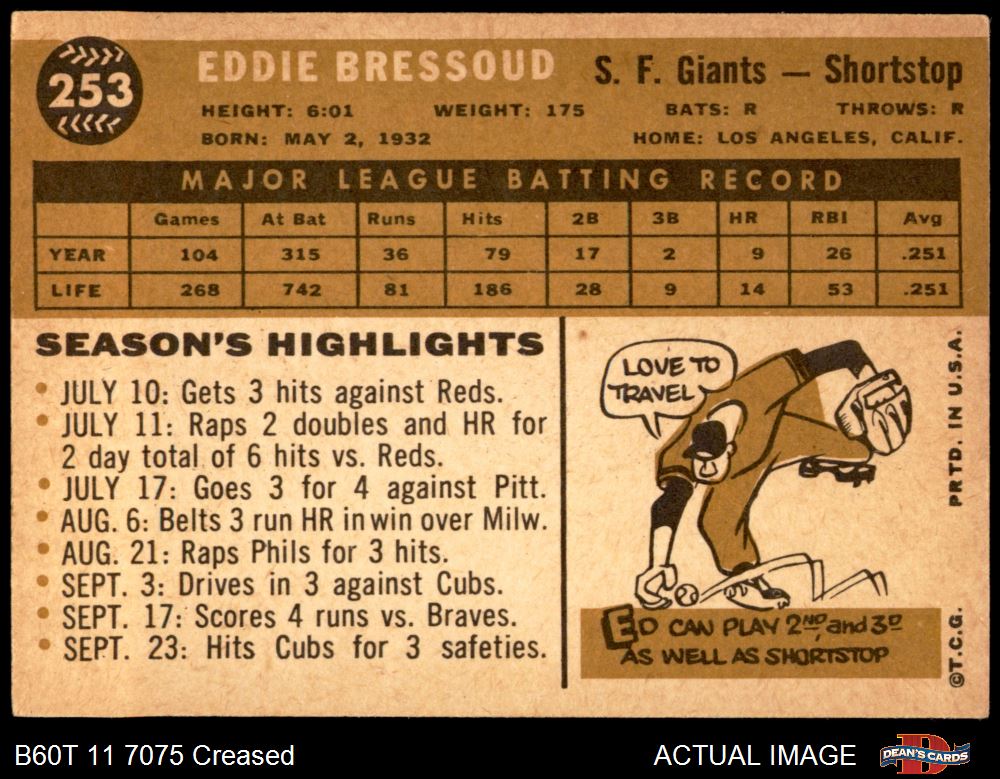 253
EDDIE BRESSOUD
S. F. Giants — Shortstop
HEIGHT: 6:01 WEIGHT: 175 BATS: R THROWS: R
BORN: MAY 2, 1932 HOME: LOS ANGELES, CALIF.
MAJOR LEAGUE BATTING RECORD
Games At Bat Runs Hits 2B 3B HR RBI Avg
YEAR 104 315 36 79 17 2 9 26 .251
LIFE 268 742 81 186 28 9 14 53 .251
SEASON'S HIGHLIGHTS
• JULY 10: Gets 3 hits against Reds.
• JULY 11: Raps 2 doubles and HR for
2 day total of 6 hits vs. Reds.
• JULY 17: Goes 3 for 4 against Pitt.
• AUG. 6: Belts 3 run HR in win over Milw.
• AUG. 21: Raps Phils for 3 hits.
• SEPT. 3: Drives in 3 against Cubs.
• SEPT. 17: Scores 4 runs vs. Braves.
• SEPT. 23: Hits Cubs for 3 safeties.
LOVE TO
TRAVEL
ED CAN PLAY 2ND, and 3D
AS WELL AS SHORTSTOP
PRTD. IN U.S.A.
©T.C.G.
B60T 11 7075 Creased
ACTUAL IMAGE
DEAN'S CARDS